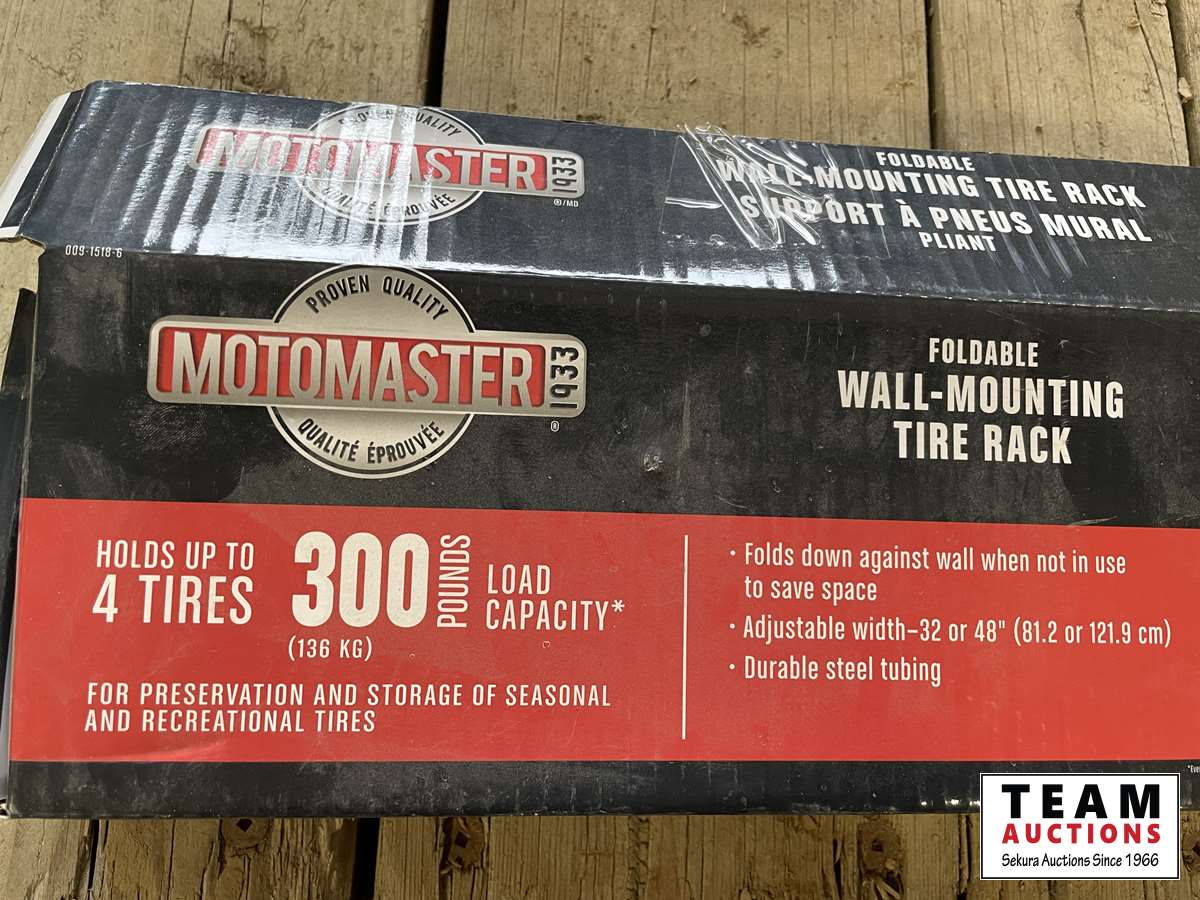 PROVEN QUALITY
MOTOMASTER 1933
QUALITÉ ÉPROUVÉE
®/MD
FOLDABLE
WALL-MOUNTING TIRE RACK
SUPPORT À PNEUS MURAL
PLIANT
009-1518-6
PROVEN QUALITY
MOTOMASTER 1933
QUALITÉ ÉPROUVÉE
®
FOLDABLE
WALL-MOUNTING
TIRE RACK
HOLDS UP TO
4 TIRES
300 POUNDS
(136 KG)
LOAD
CAPACITY*
FOR PRESERVATION AND STORAGE OF SEASONAL
AND RECREATIONAL TIRES
· Folds down against wall when not in use
to save space
· Adjustable width–32 or 48" (81.2 or 121.9 cm)
· Durable steel tubing
TEAM
AUCTIONS
Sekura Auctions Since 1966